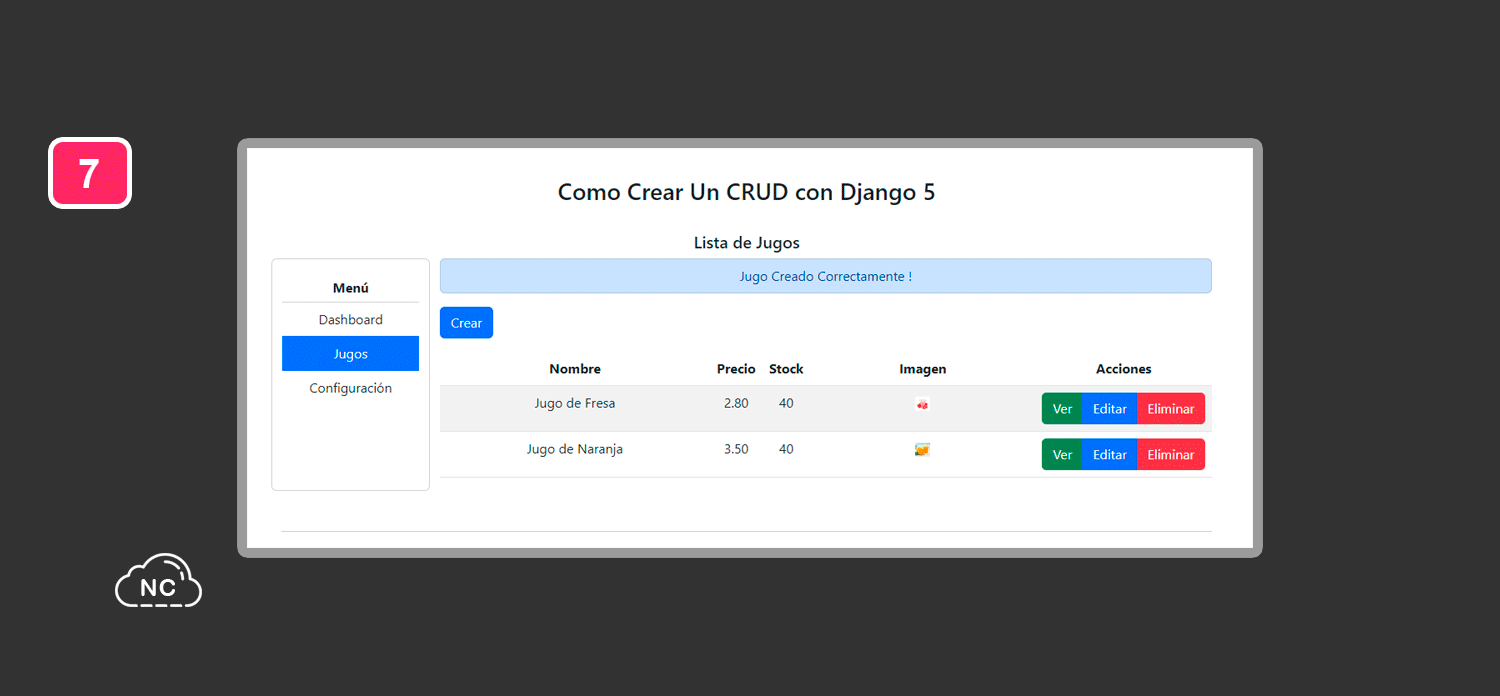 7
Como Crear Un CRUD con Django 5
Lista de Jugos
Menú
Dashboard
Jugos
Configuración
Jugo Creado Correctamente !
Crear
Nombre Precio Stock Imagen Acciones
Jugo de Fresa 2.80 40 Ver Editar Eliminar
Jugo de Naranja 3.50 40 Ver Editar Eliminar
NC